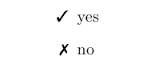 ✓ yes
✗ no